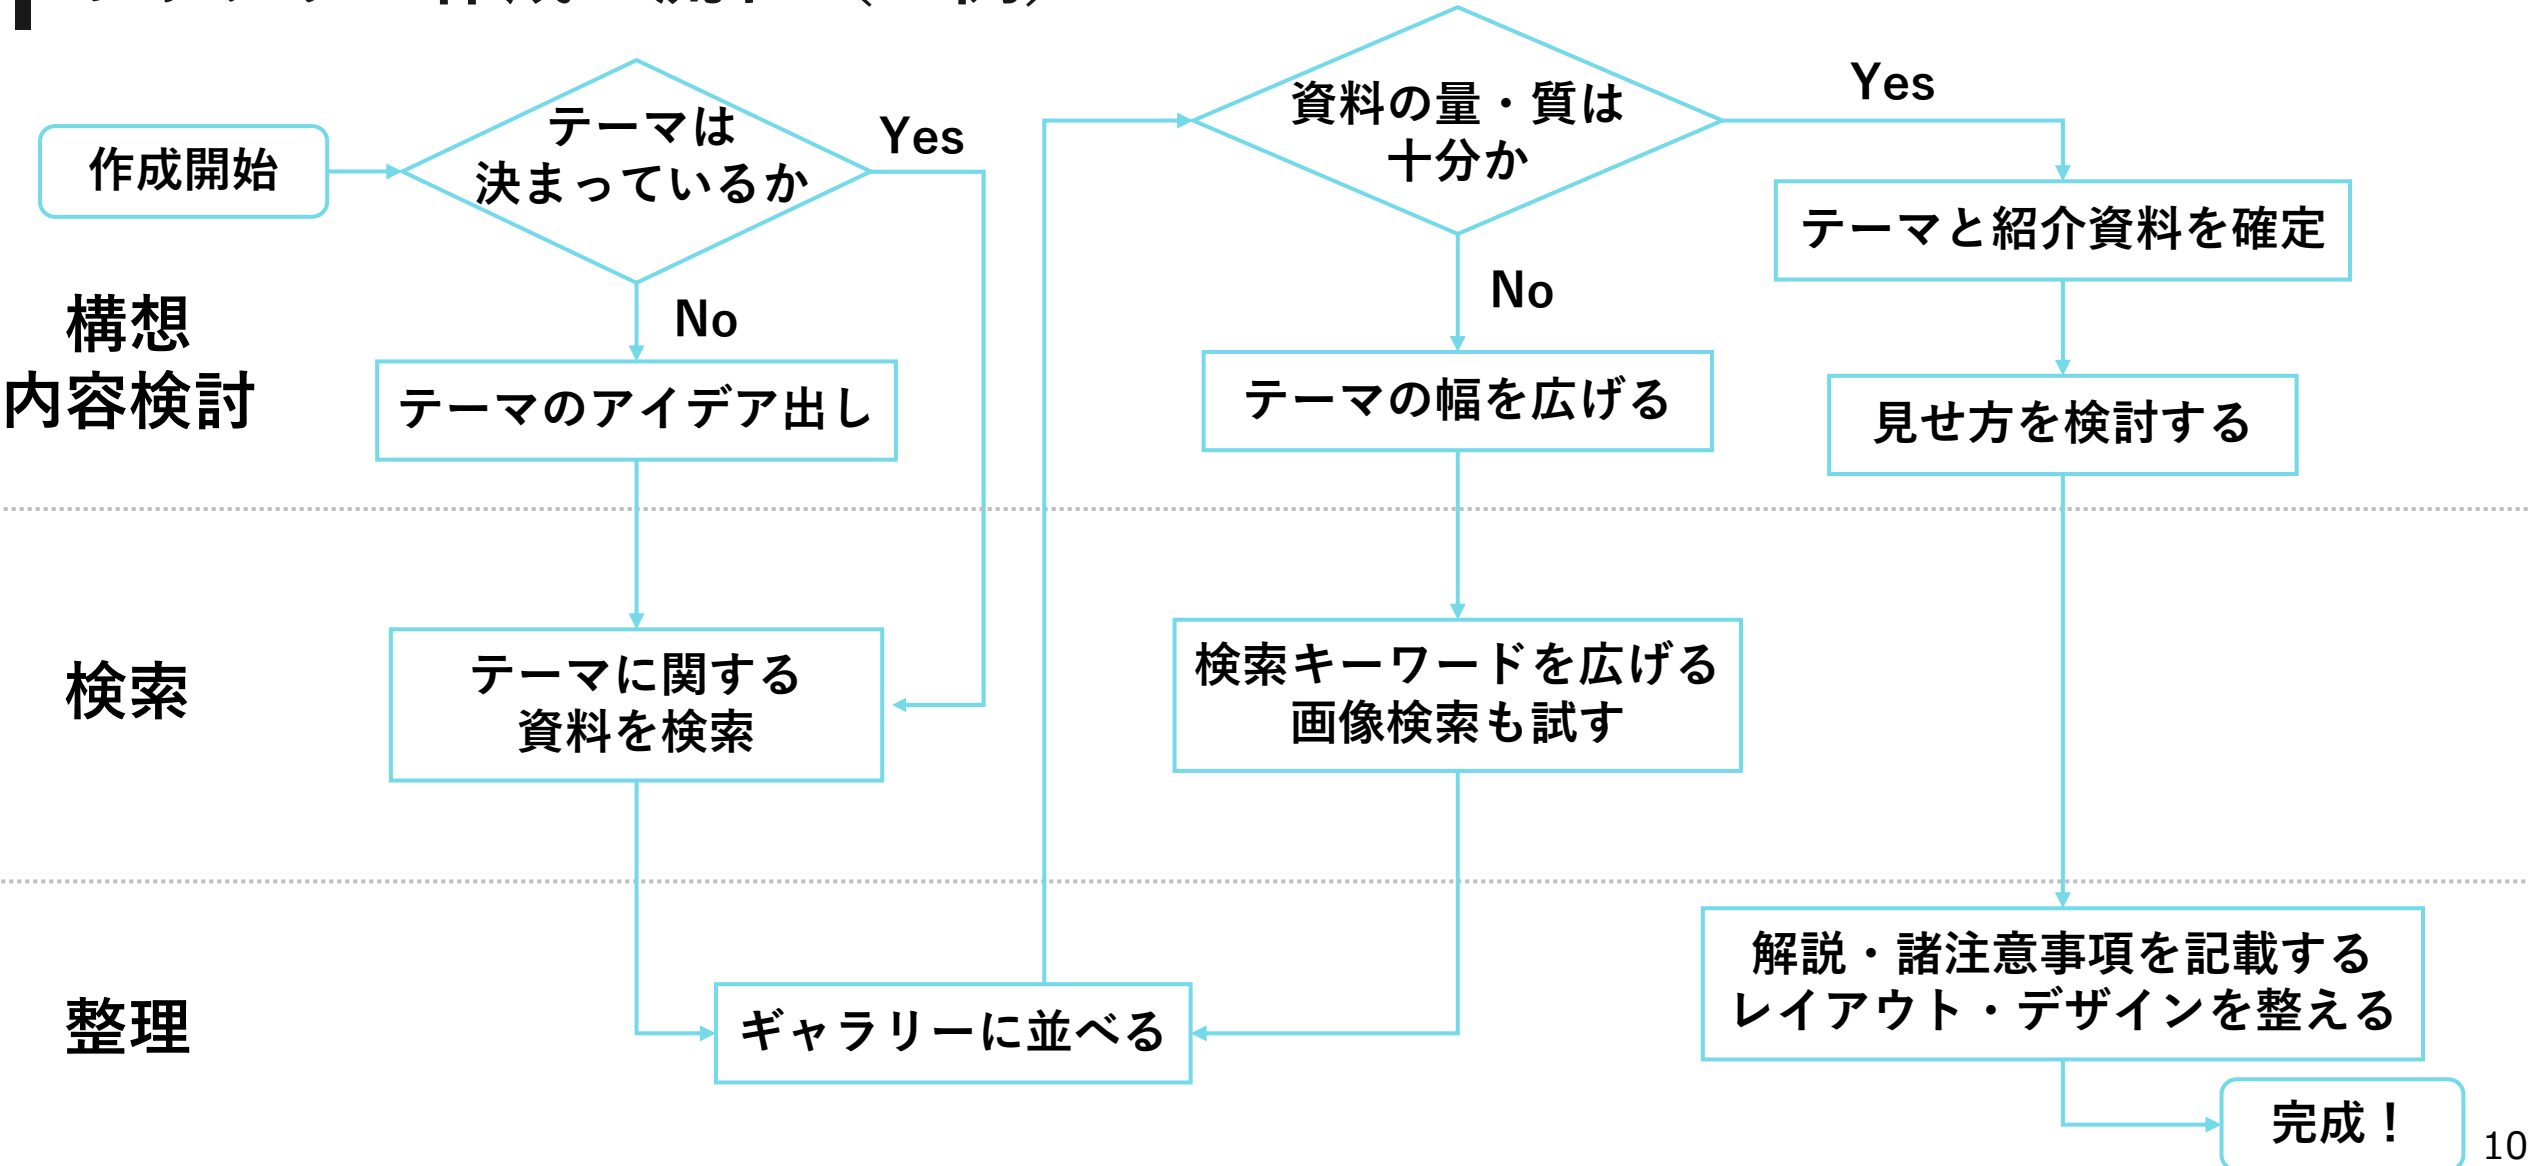 作成開始
テーマは
決まっているか
Yes
No
テーマのアイデア出し
資料の量・質は
十分か
Yes
No
テーマの幅を広げる
テーマと紹介資料を確定
見せ方を検討する
構想
内容検討
検索
テーマに関する
資料を検索
検索キーワードを広げる
画像検索も試す
整理
ギャラリーに並べる
解説・諸注意事項を記載する
レイアウト・デザインを整える
完成！
10